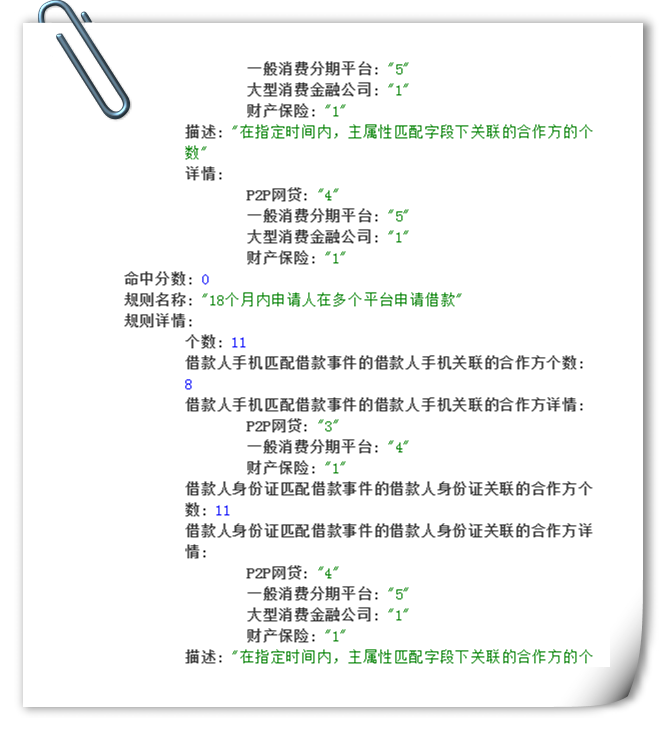 一般消费分期平台: "5"
大型消费金融公司: "1"
财产保险: "1"
描述: "在指定时间内，主属性匹配字段下关联的合作方的个
数"
详情:
P2P网贷: "4"
一般消费分期平台: "5"
大型消费金融公司: "1"
财产保险: "1"
命中分数: 0
规则名称: "18个月内申请人在多个平台申请借款"
规则详情:
个数: 11
借款人手机匹配借款事件的借款人手机关联的合作方个数:
8
借款人手机匹配借款事件的借款人手机关联的合作方详情:
P2P网贷: "3"
一般消费分期平台: "4"
财产保险: "1"
借款人身份证匹配借款事件的借款人身份证关联的合作方个
数: 11
借款人身份证匹配借款事件的借款人身份证关联的合作方详
情:
P2P网贷: "4"
一般消费分期平台: "5"
大型消费金融公司: "1"
财产保险: "1"
描述: "在指定时间内，主属性匹配字段下关联的合作方的个